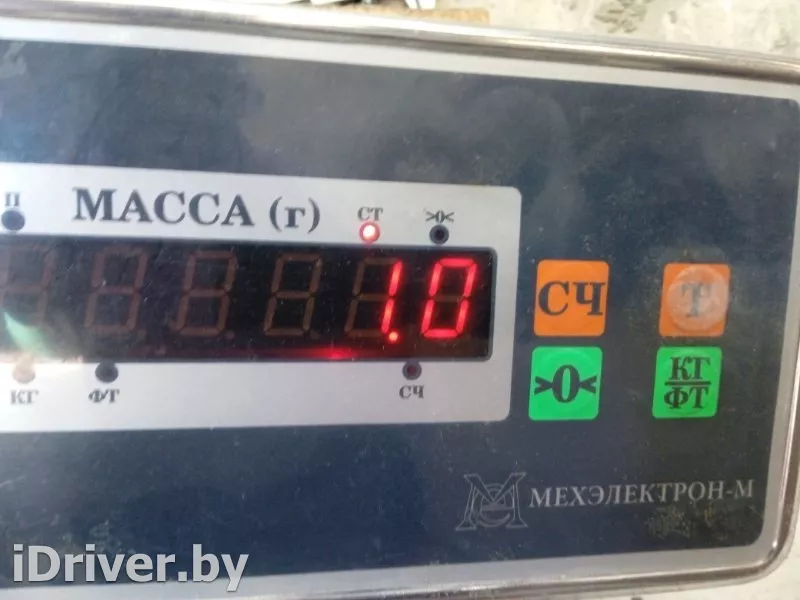 П
МАССА (г)
СТ
>0<
1.0
КГ
ФТ
СЧ
СЧ
Т
>0<
КГ
ФТ
МЕХЭЛЕКТРОН-М
iDriver.by